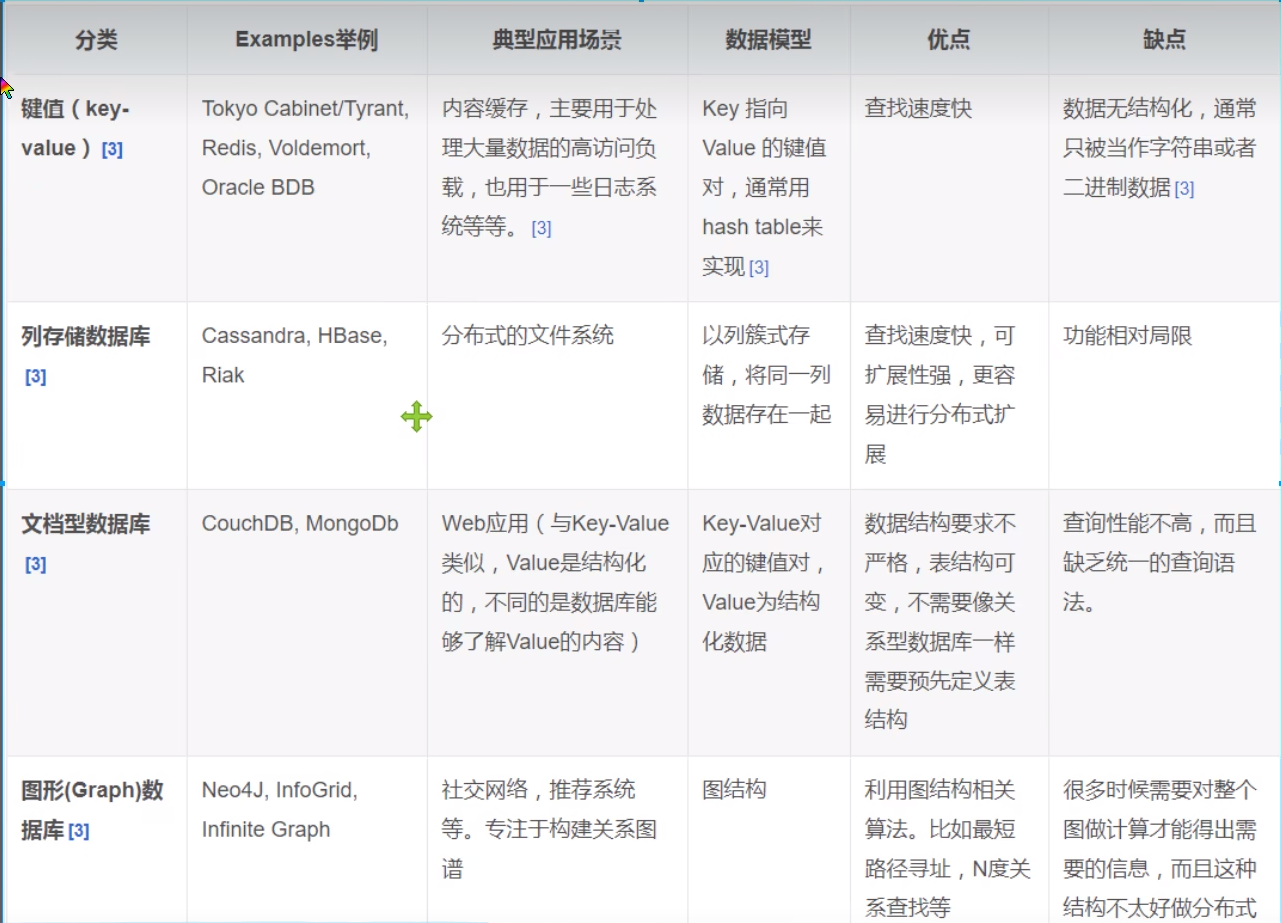 分类
Examples举例
典型应用场景
数据模型
优点
缺点
键值（key-
value）[3]
Tokyo Cabinet/Tyrant,
Redis, Voldemort,
Oracle BDB
内容缓存，主要用于处
理大量数据的高访问负
载，也用于一些日志系
统等等。[3]
Key 指向
Value 的键值
对，通常用
hash table来
实现[3]
查找速度快
数据无结构化，通常
只被当作字符串或者
二进制数据[3]
列存储数据库
[3]
Cassandra, HBase,
Riak
分布式的文件系统
以列簇式存
储，将同一列
数据存在一起
查找速度快，可
扩展性强，更容
易进行分布式扩
展
功能相对局限
文档型数据库
[3]
CouchDB, MongoDb
Web应用（与Key-Value
类似，Value是结构化
的，不同的是数据库能
够了解Value的内容）
Key-Value对
应的键值对，
Value为结构
化数据
数据结构要求不
严格，表结构可
变，不需要像关
系型数据库一样
需要预先定义表
结构
查询性能不高，而且
缺乏统一的查询语
法。
图形(Graph)数
据库[3]
Neo4J, InfoGrid,
Infinite Graph
社交网络，推荐系统
等。专注于构建关系图
谱
图结构
利用图结构相关
算法。比如最短
路径寻址，N度关
系查找等
很多时候需要对整个
图做计算才能得出需
要的信息，而且这种
结构不太好做分布式